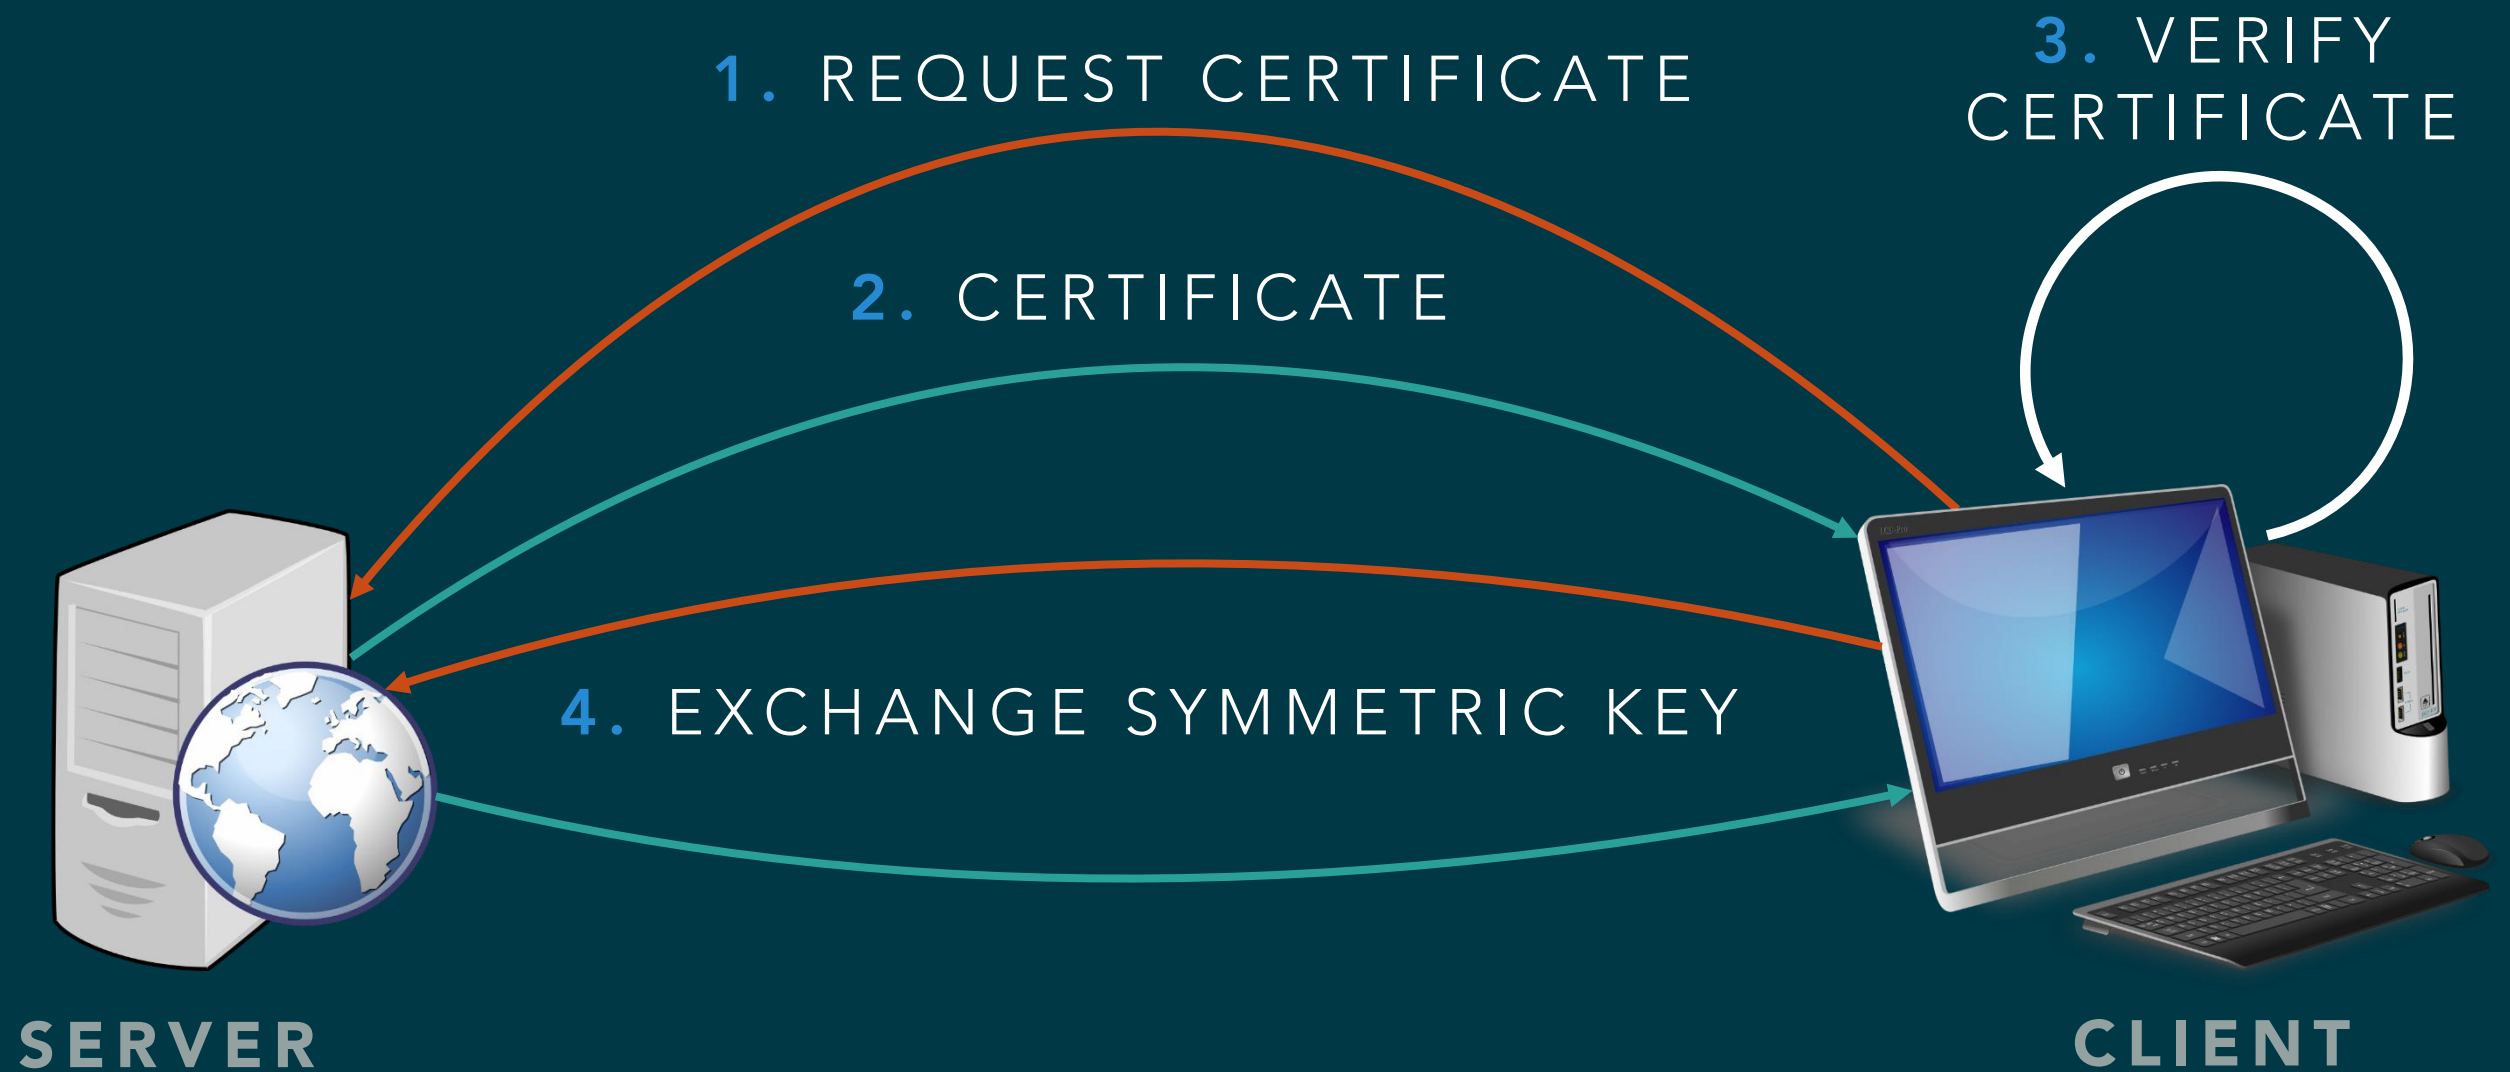 1. REQUEST CERTIFICATE
3. VERIFY
CERTIFICATE
2. CERTIFICATE
4. EXCHANGE SYMMETRIC KEY
SERVER
CLIENT